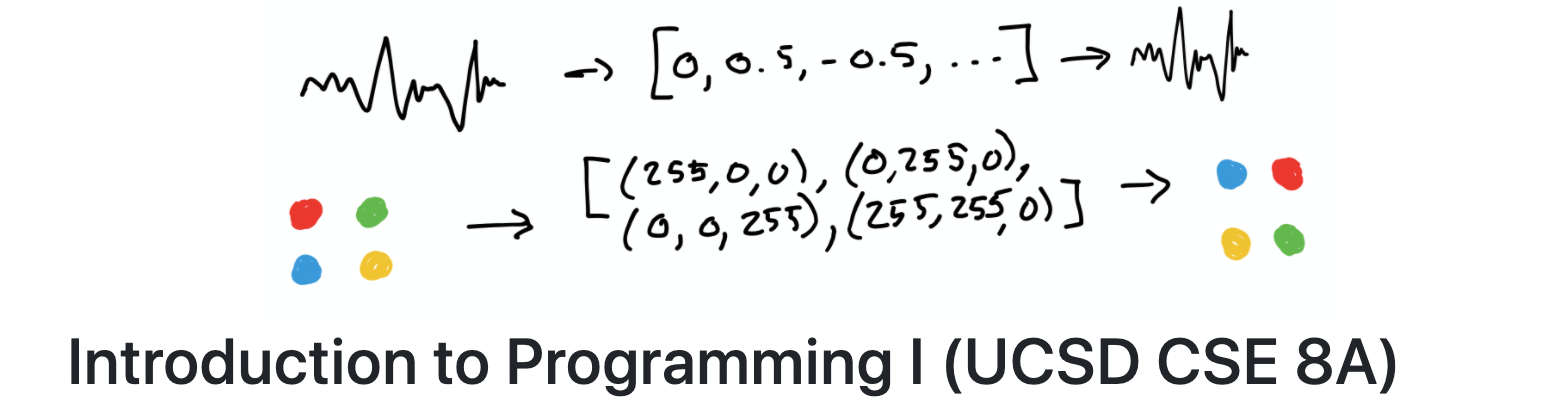 → [0, 0.5, -0.5, ...] →
→ [(255,0,0), (0,255,0), →
(0, 0, 255), (255, 255, 0)]
Introduction to Programming I (UCSD CSE 8A)